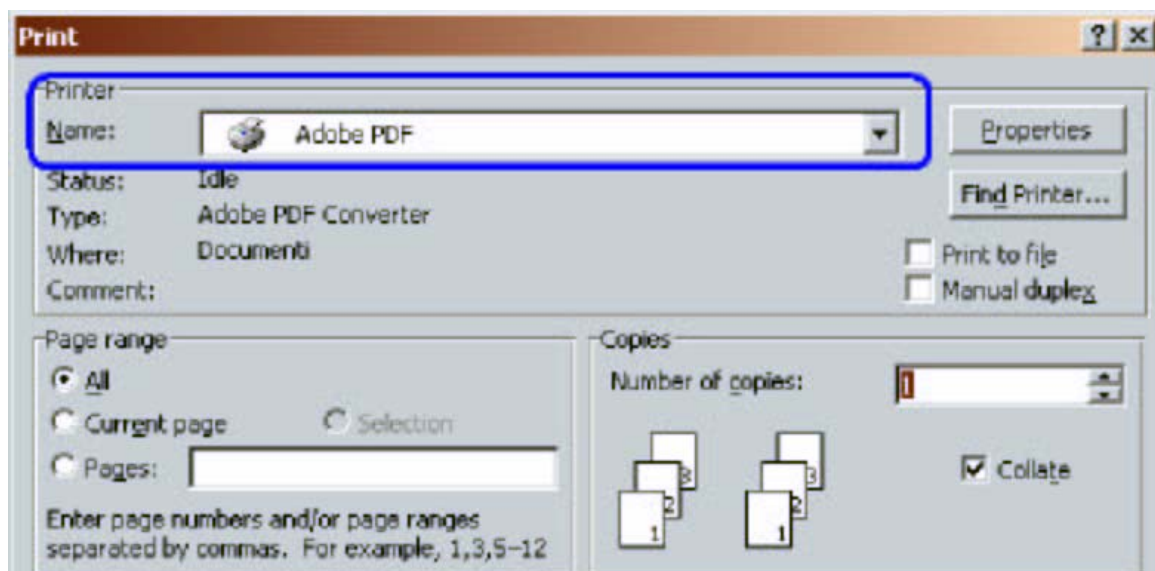 Print
Printer
Name: Adobe PDF
Properties
Status: Idle
Find Printer...
Type: Adobe PDF Converter
Where: Documenti
Print to file
Comment:
Manual duplex
Page range
All
Current page Selection
Pages:
Enter page numbers and/or page ranges
separated by commas. For example, 1,3,5–12
Copies
Number of copies: 1
3 3
2 2
1 1
Collate